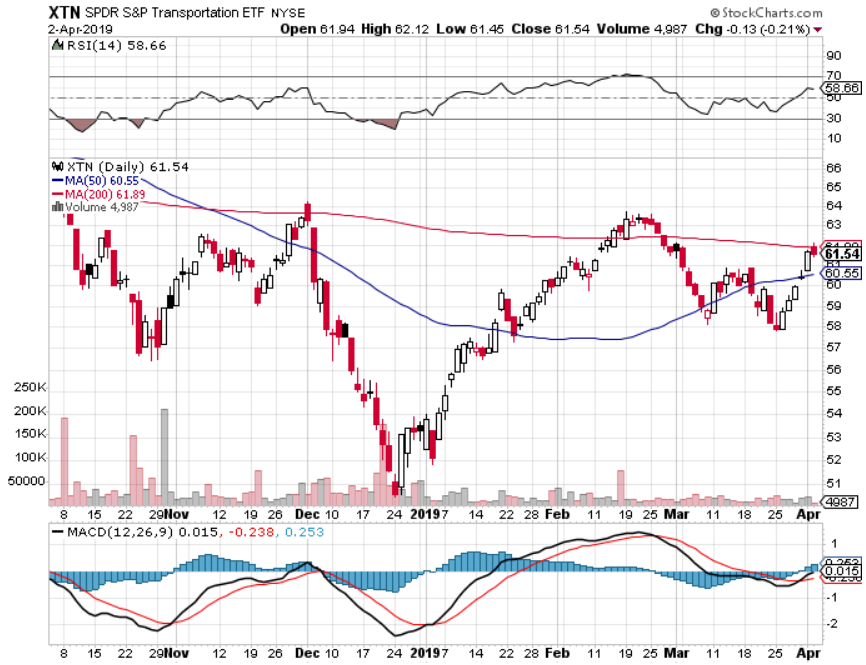 XTN SPDR S&P Transportation ETF NYSE © StockCharts.com
2-Apr-2019 Open 61.94 High 62.12 Low 61.45 Close 61.54 Volume 4,987 Chg -0.13 (-0.21%)
RSI(14) 58.66
90
70
58.66
50
30
10
XTN (Daily) 61.54
MA(50) 60.55
MA(200) 61.89
Volume 4,987
66
65
64
63
61.54
61
60.55
60
59
58
57
56
55
54
53
52
51
250K
200K
150K
100K
50000
4987
8 15 22 29 Nov 12 19 26 Dec 10 17 24 2019 7 14 22 28 Feb 11 19 25 Mar 11 18 25 Apr
MACD(12,26,9) 0.015, -0.238, 0.253
1
0.015
-1
-2
8 15 22 29 Nov 12 19 26 Dec 10 17 24 2019 7 14 22 28 Feb 11 19 25 Mar 11 18 25 Apr